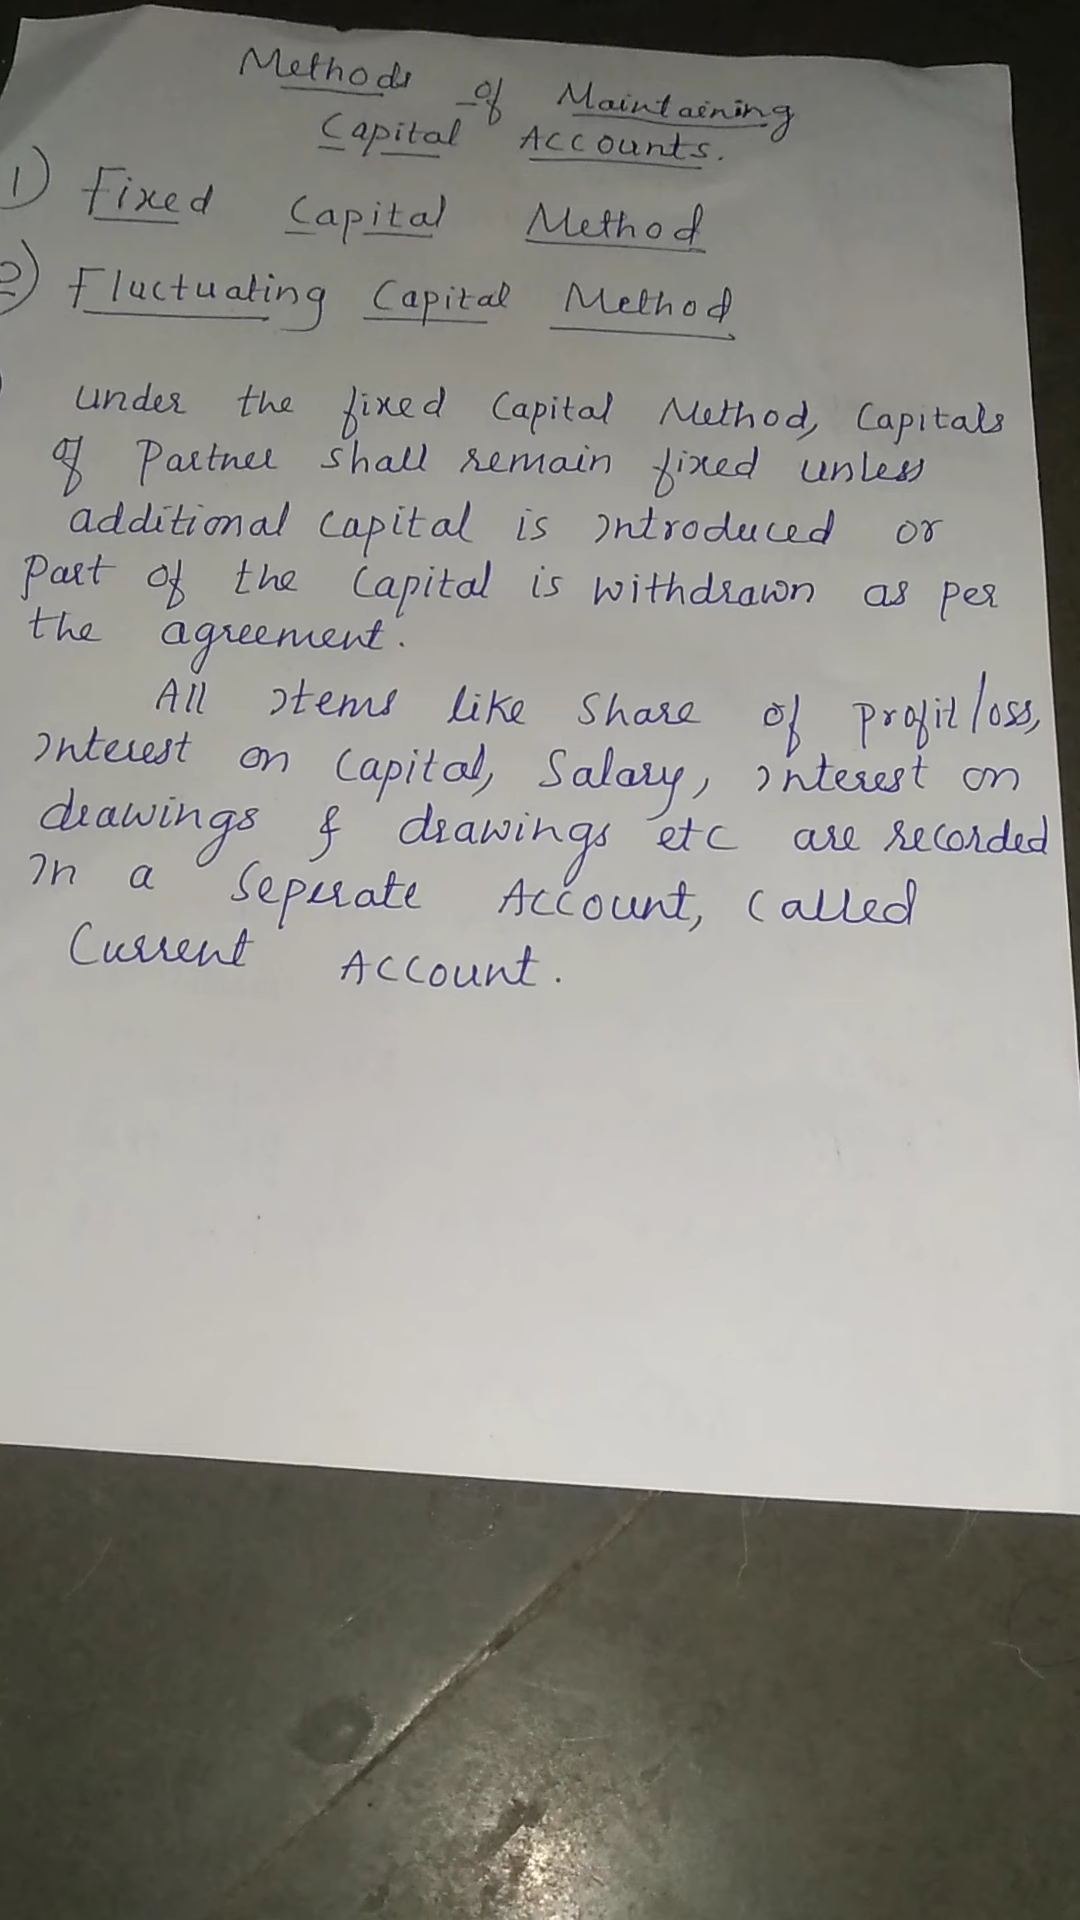 Methods of Maintaining
Capital Accounts.
1) Fixed Capital Method
2) Fluctuating Capital Method
under the fixed Capital Method, Capitals
of Partner shall remain fixed unless
additional capital is introduced or
Part of the Capital is withdrawn as per
the agreement.
All items like Share of profit/loss,
interest on Capital, Salary, interest on
drawings & drawings etc are recorded
In a Seperate Account, Called
Current Account.